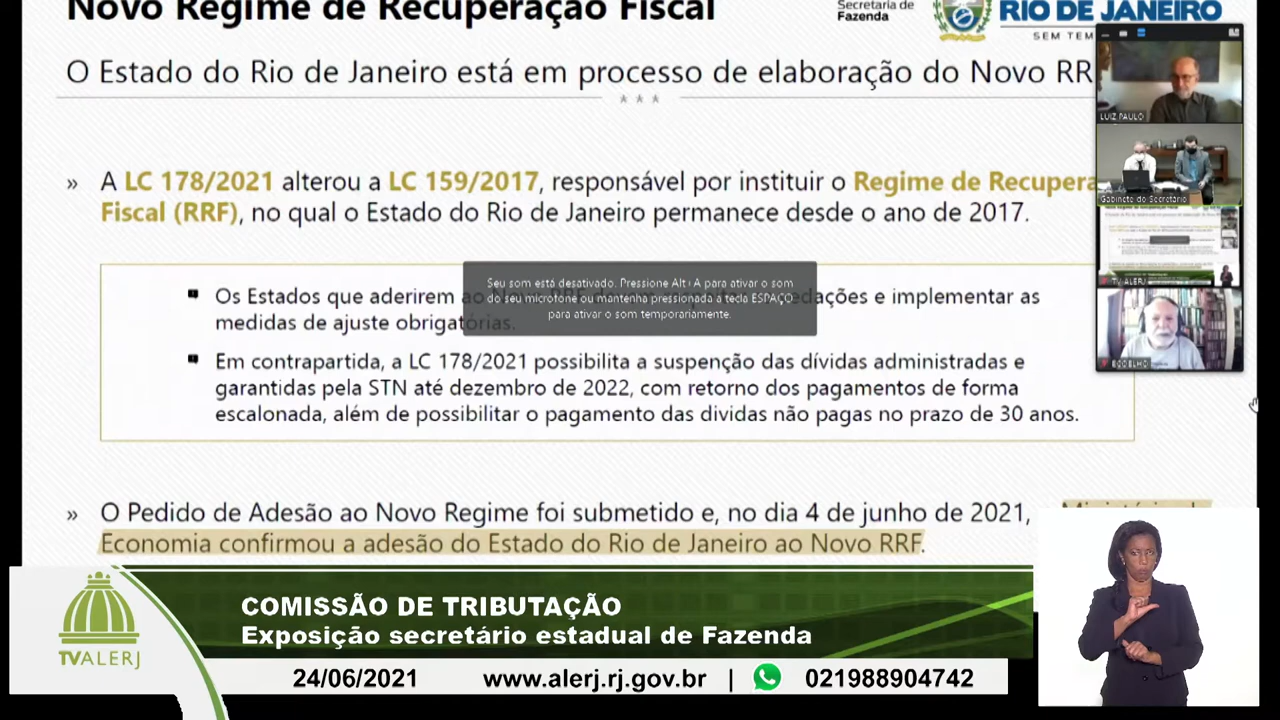 Novo Regime de Recuperação Fiscal
Secretaria de
Fazenda
RIO DE JANEIRO
SEM TEM
O Estado do Rio de Janeiro está em processo de elaboração do Novo RR
LUIZ PAULO
» A LC 178/2021 alterou a LC 159/2017, responsável por instituir o Regime de Recupera
Fiscal (RRF), no qual o Estado do Rio de Janeiro permanece desde o ano de 2017.
Gabinete do Secretário
TV ALERJ
Seu som está desativado. Pressione Alt+A para ativar o som
do seu microfone ou mantenha pressionada a tecla ESPAÇO
para ativar o som temporariamente.
Os Estados que aderirem ao edações e implementar as
medidas de ajuste obrigatórias.
Em contrapartida, a LC 178/2021 possibilita a suspenção das dívidas administradas e
garantidas pela STN até dezembro de 2022, com retorno dos pagamentos de forma
escalonada, além de possibilitar o pagamento das dividas não pagas no prazo de 30 anos.
» O Pedido de Adesão ao Novo Regime foi submetido e, no dia 4 de junho de 2021,
Economia confirmou a adesão do Estado do Rio de Janeiro ao Novo RRF.
COMISSÃO DE TRIBUTAÇÃO
Exposição secretário estadual de Fazenda
TVALERJ
24/06/2021 www.alerj.rj.gov.br | 021988904742